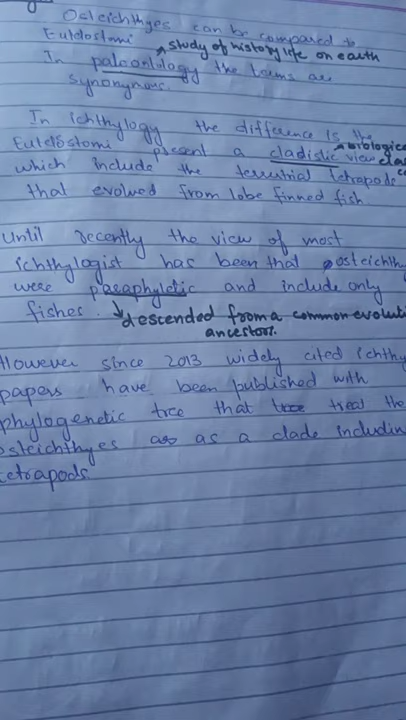 Osteichthyes can be compared to
Euteleostomi
study of history life on earth
In paleontology the terms are
synonymous.
In ichthylogy the difference is the
biologica
Euteleostomi present a cladistic view cla
which include the terrestrial tetrapods
that evolved from lobe finned fish
Until recently the view of most
ichthylogist has been that osteichth
were paraphyletic and include only
fishes. descended from a common evoluti
ancestor.
However since 2013 widely cited ichthy
papers have been published with
phylogenetic tree that treat the
osteichthyes as as a clade includin
tetrapods.